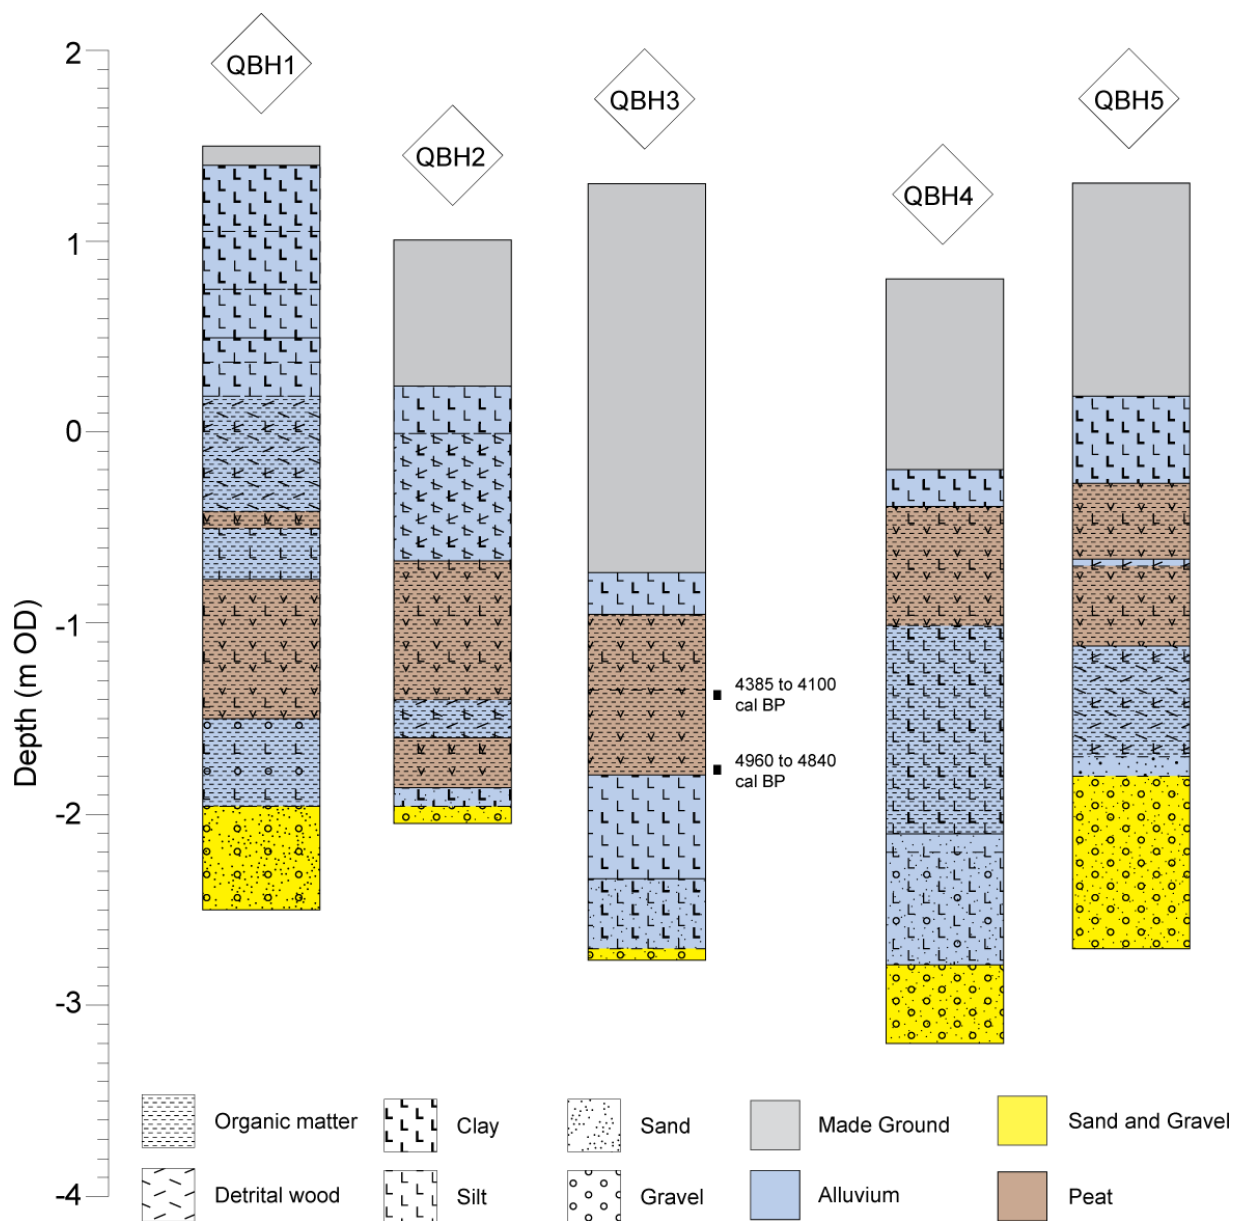 QBH1
QBH2
QBH3
QBH4
QBH5
2
1
0
-1
-2
-3
-4
Depth (m OD)
4385 to 4100
cal BP
4960 to 4840
cal BP
Organic matter
Clay
Sand
Made Ground
Sand and Gravel
Detrital wood
Silt
Gravel
Alluvium
Peat